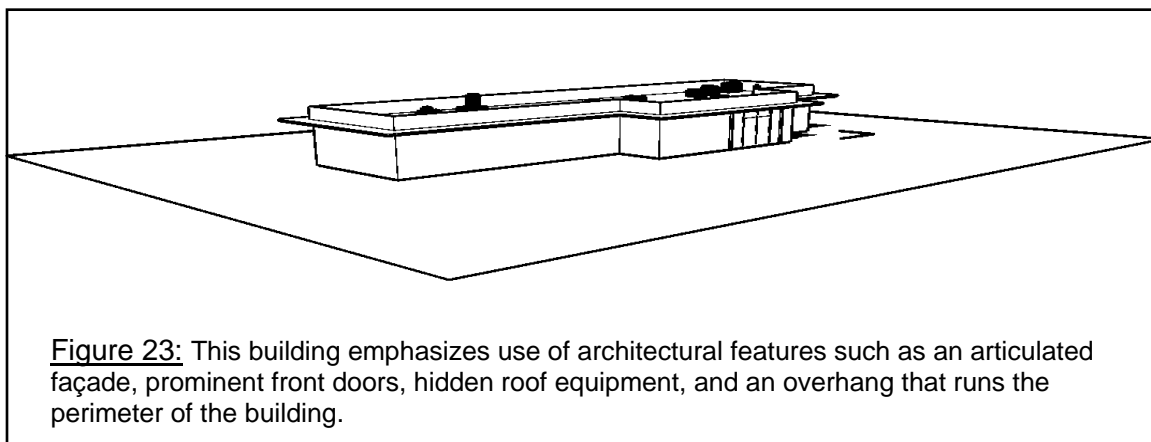 Figure 23: This building emphasizes use of architectural features such as an articulated
façade, prominent front doors, hidden roof equipment, and an overhang that runs the
perimeter of the building.